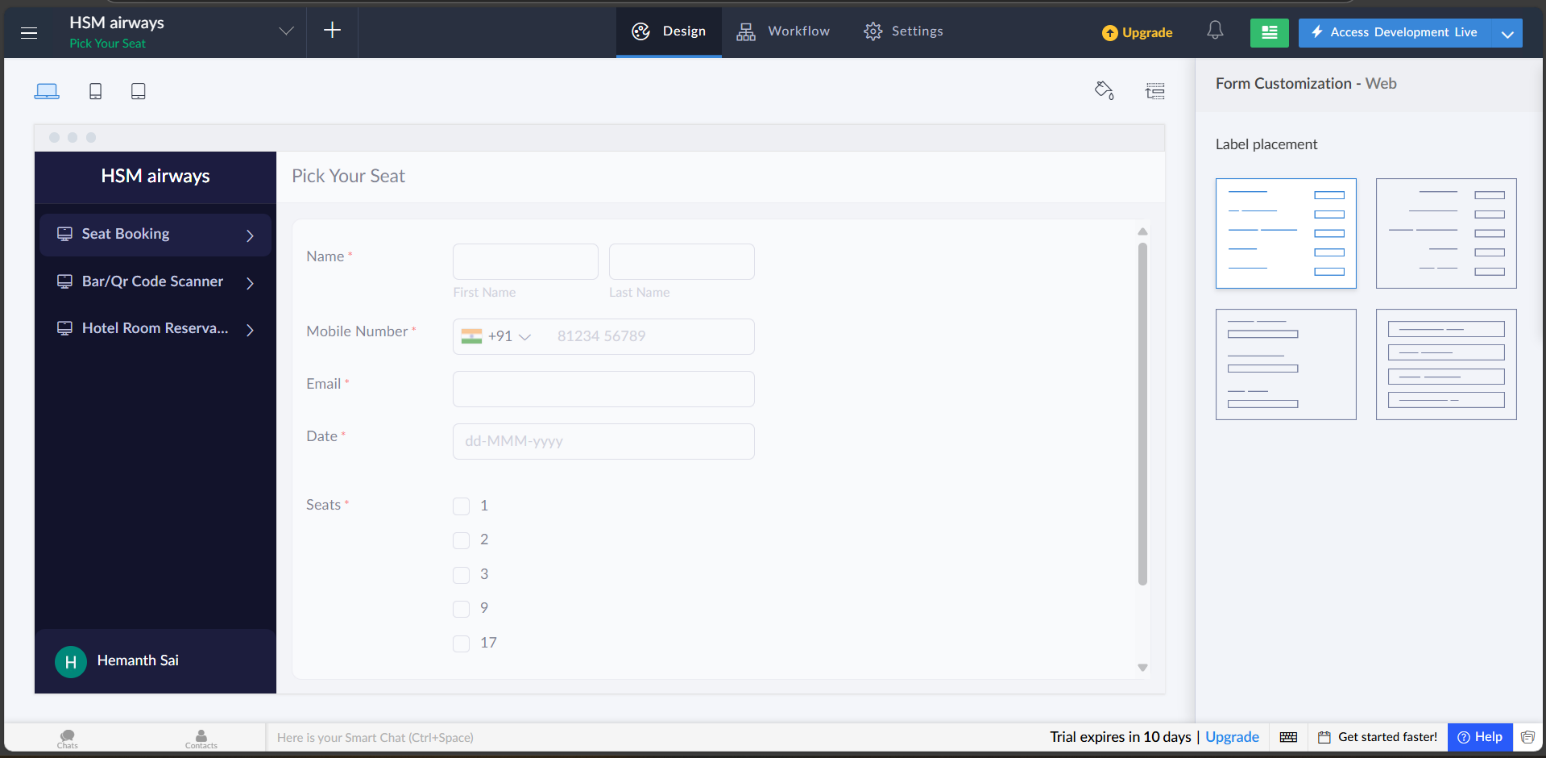 HSM airways
Pick Your Seat
Design
Workflow
Settings
Upgrade
Access Development Live
Form Customization - Web
Label placement
HSM airways
Seat Booking
Bar/Qr Code Scanner
Hotel Room Reserva...
H Hemanth Sai
Pick Your Seat
Name *
First Name Last Name
Mobile Number * +91 81234 56789
Email *
Date * dd-MMM-yyyy
Seats * 1
2
3
9
17
Chats
Contacts
Here is your Smart Chat (Ctrl+Space)
Trial expires in 10 days | Upgrade
Get started faster!
Help